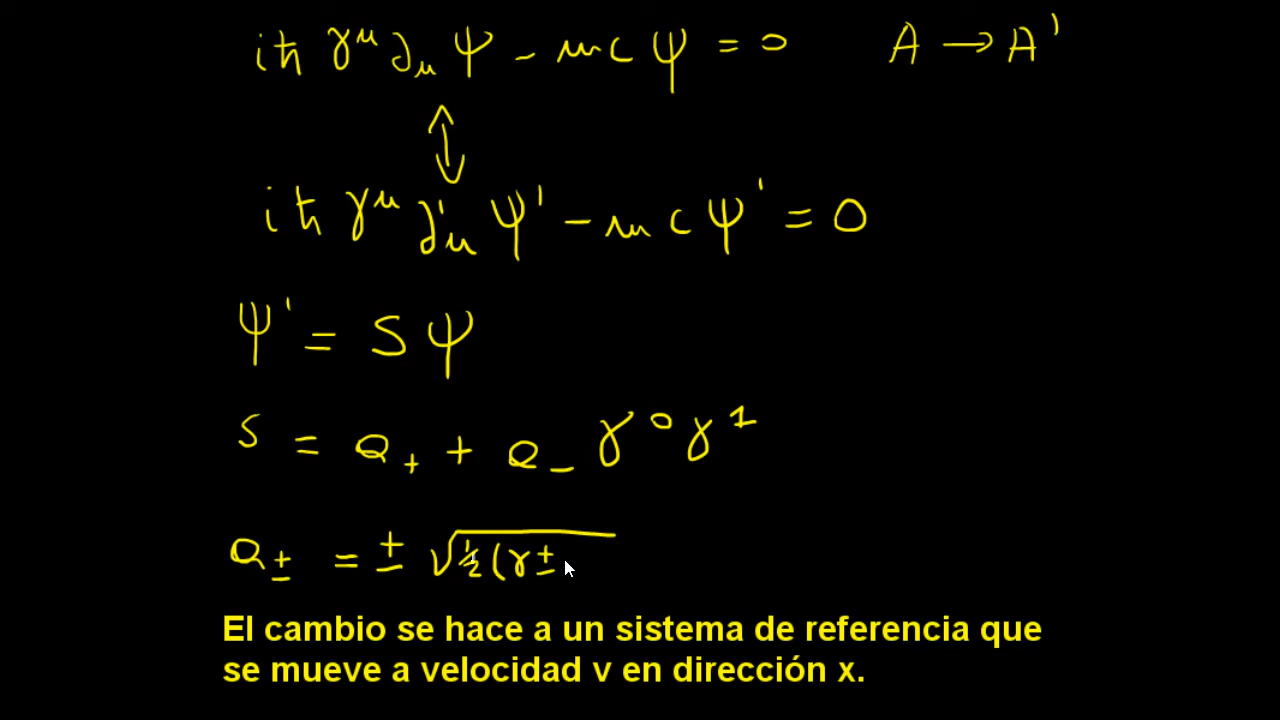 iħ γ^μ ∂_μ ψ - mc ψ = 0 A → A'
↕
iħ γ^μ ∂'_μ ψ' - mc ψ' = 0
ψ' = S ψ
S = a_+ + a_- γ^0 γ^1
a_± = ± √(½ (γ ±
El cambio se hace a un sistema de referencia que
se mueve a velocidad v en dirección x.